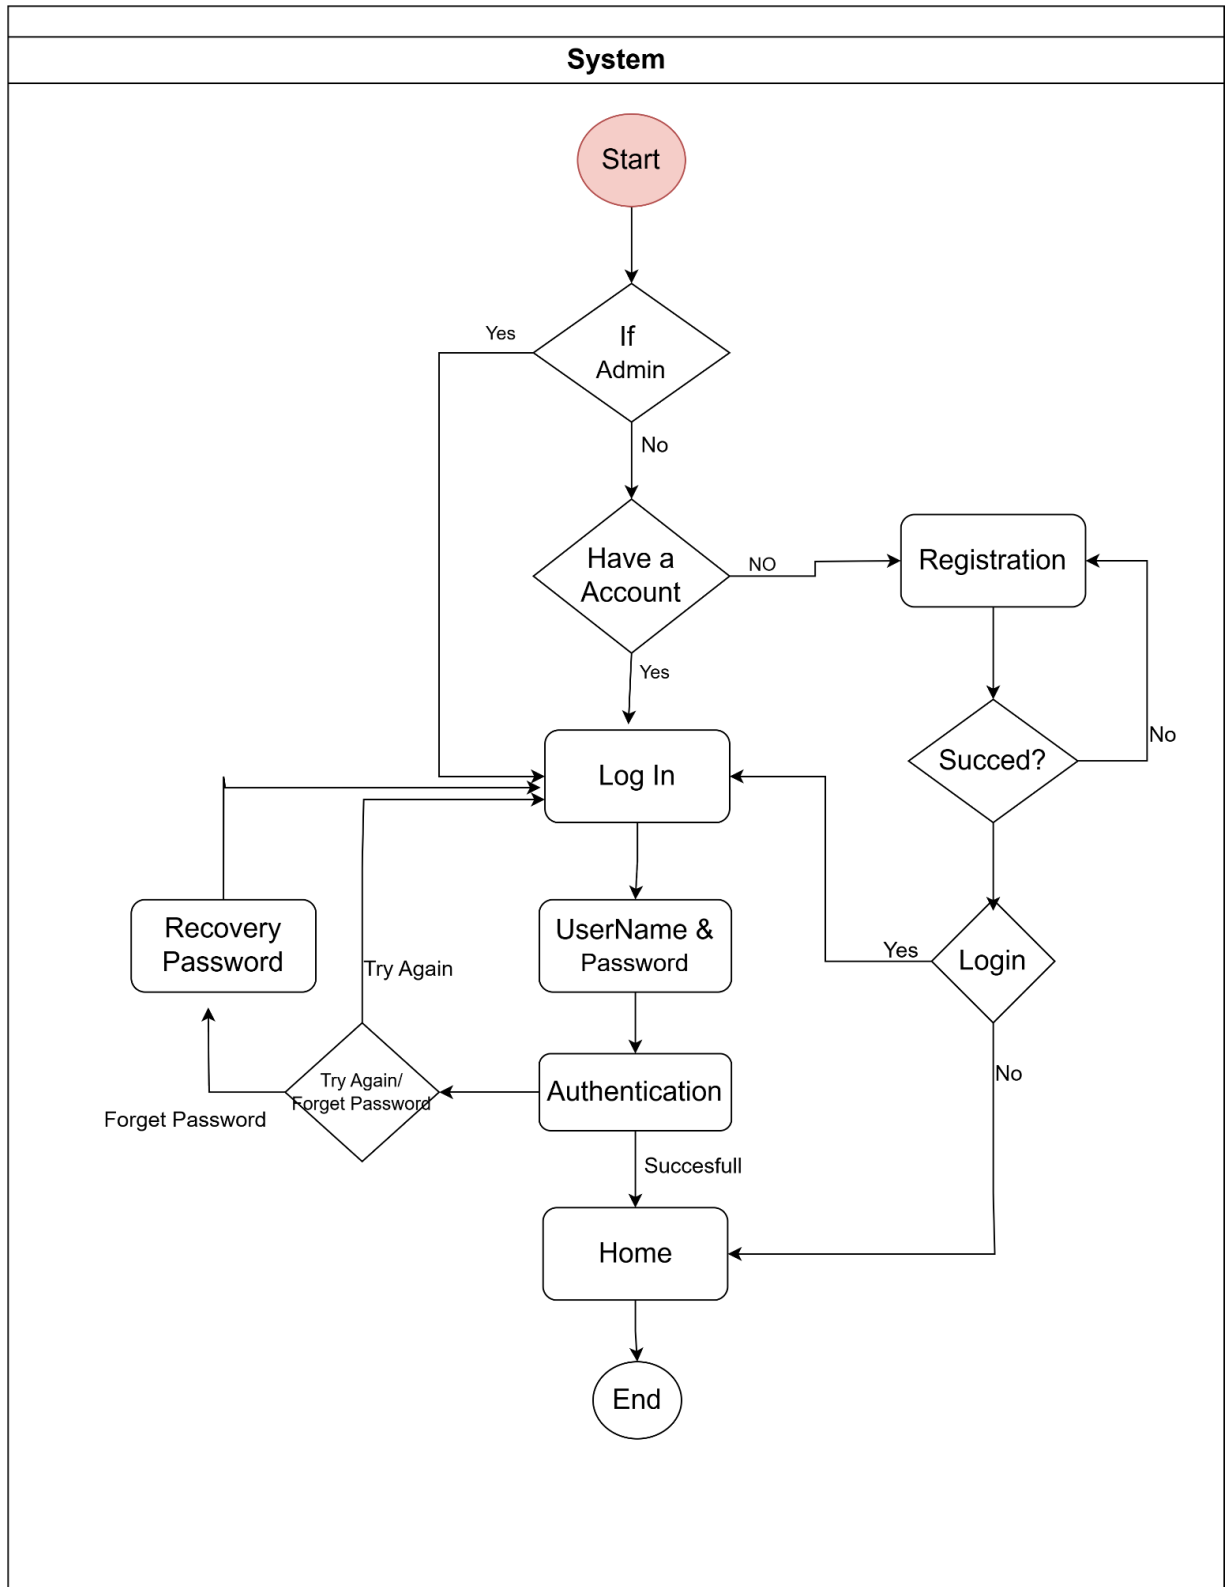 System
Start
Yes
If
Admin
No
Have a
Account
NO
Registration
Yes
Log In
Succed?
No
Recovery
Password
UserName &
Password
Yes
Login
Try Again
Try Again/
Forget Password
Authentication
No
Forget Password
Succesfull
Home
End